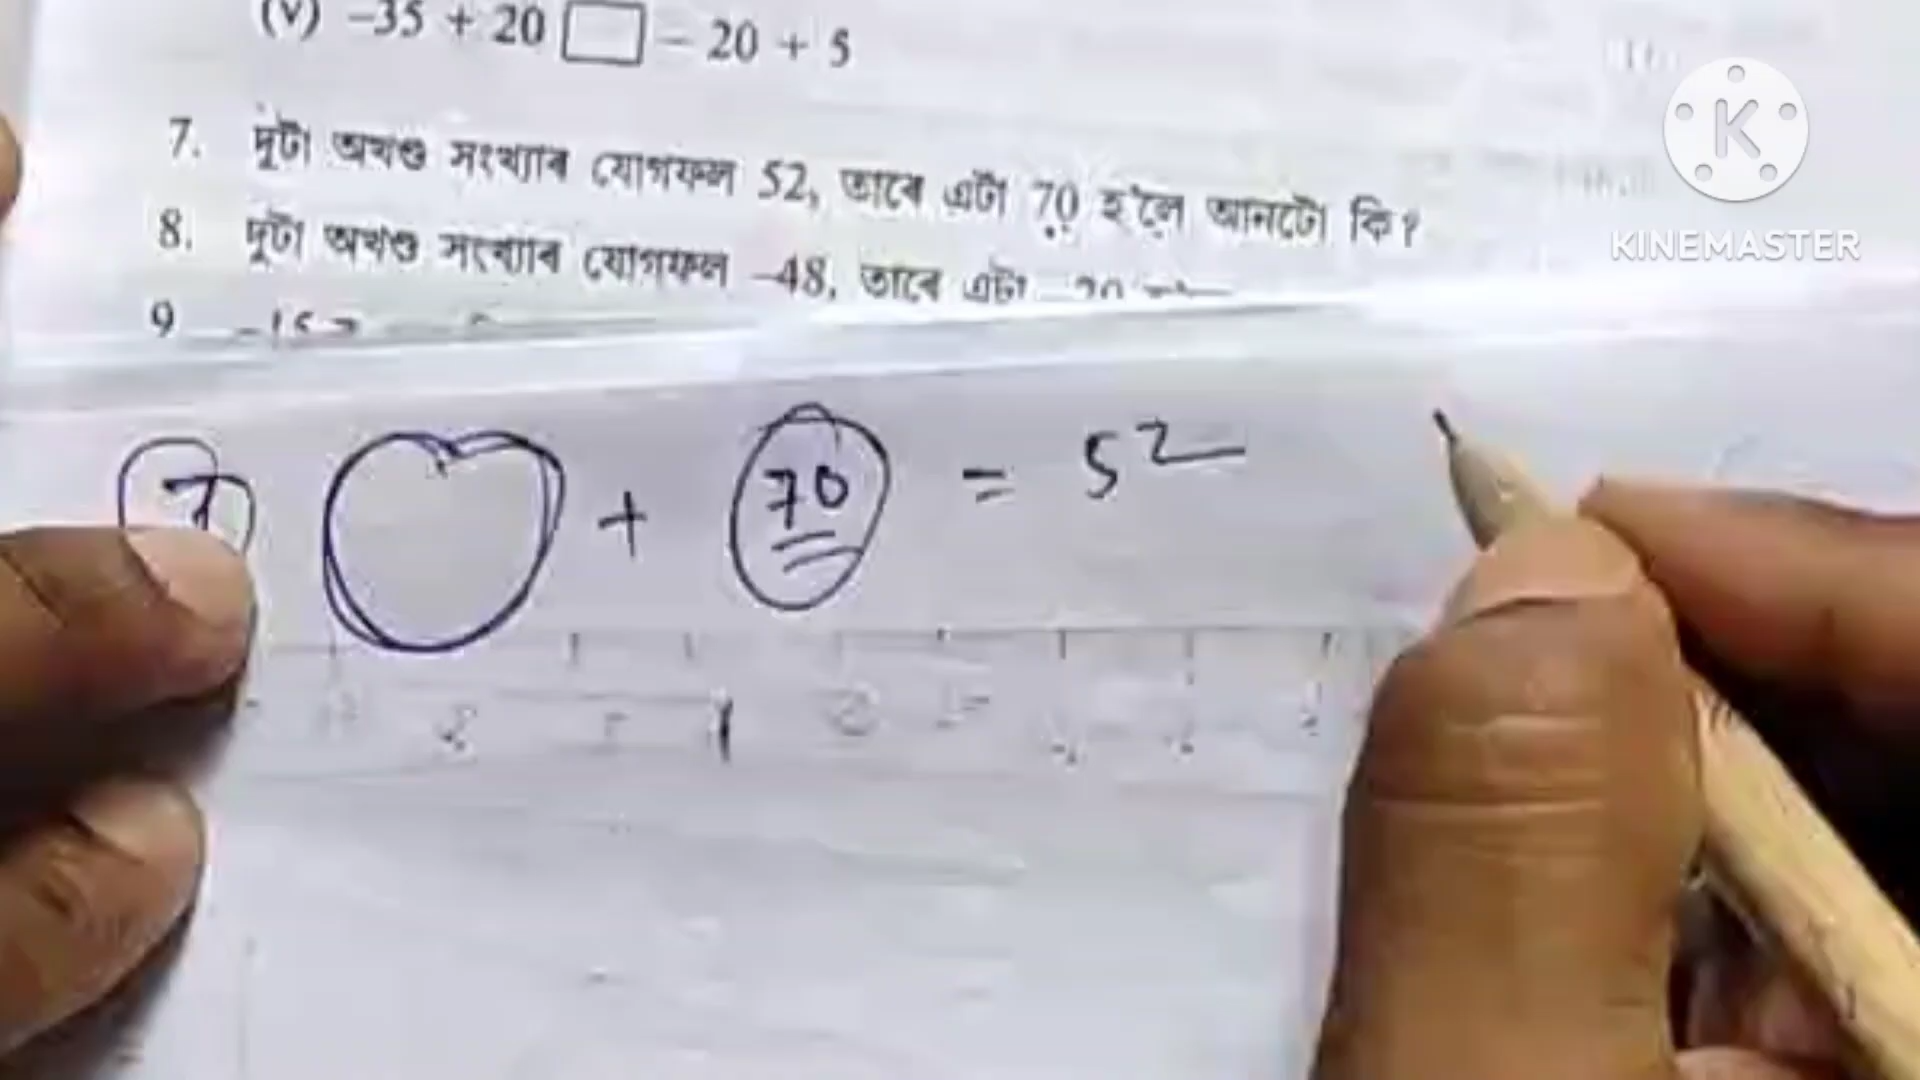 (v) –35 + 20 □ – 20 + 5
7. দুটা অখণ্ড সংখ্যাৰ যোগফল 52, তাৰে এটা 70 হ'লে আনটো কি?
8. দুটা অখণ্ড সংখ্যাৰ যোগফল –48, তাৰে এটা
9
7 + 70 = 52
KINEMASTER